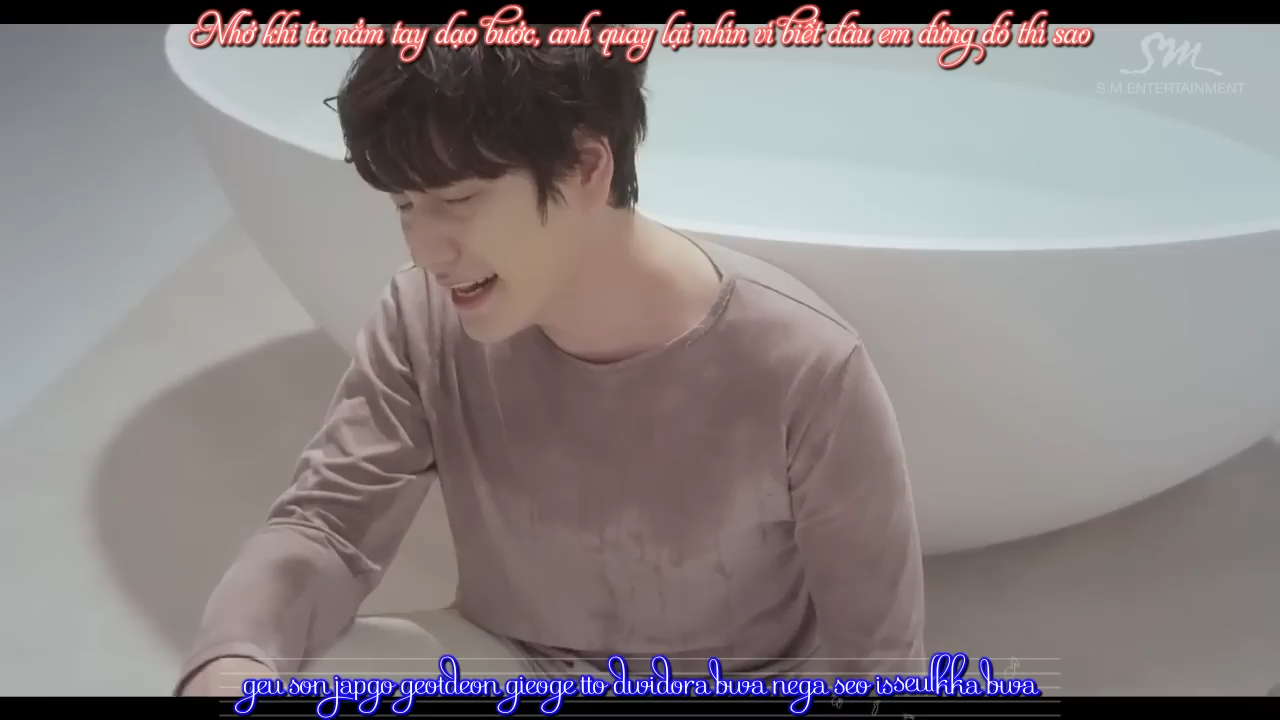 Nhớ khi ta nắm tay dạo bước, anh quay lại nhìn vì biết đâu em đứng đó thì sao
SM
S M.ENTERTAINMENT
geu son japgo geotdeon gieoge tto dwidora bwa nega seo isseulkka bwa